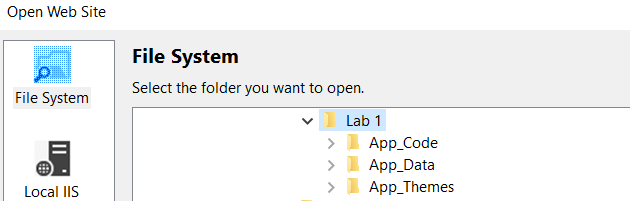 Open Web Site
File System
Select the folder you want to open.
File System
Lab 1
App_Code
App_Data
App_Themes
Local IIS